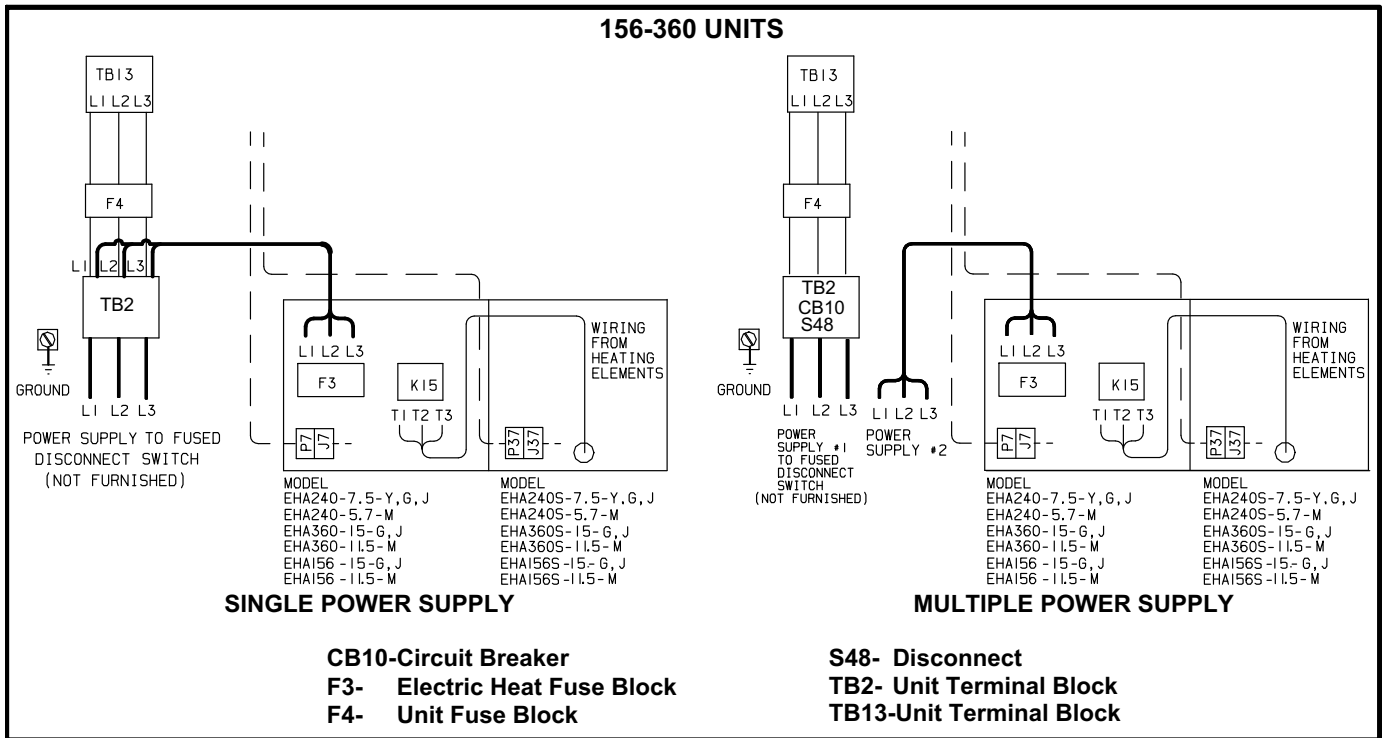 156-360 UNITS
TB13
L1 L2 L3
F4
L1 L2 L3
TB2
GROUND
L1 L2 L3
POWER SUPPLY TO FUSED
DISCONNECT SWITCH
(NOT FURNISHED)
L1 L2 L3
F3
K15
T1 T2 T3
P7
J7
P37
J37
WIRING
FROM
HEATING
ELEMENTS
MODEL
EHA240-7.5-Y,G,J
EHA240-5.7-M
EHA360-15-G,J
EHA360-11.5-M
EHA156 -15-G,J
EHA156 -11.5-M
MODEL
EHA240S-7.5-Y,G,J
EHA240S-5.7-M
EHA360S-15-G,J
EHA360S-11.5-M
EHA156S -15-G,J
EHA156S -11.5-M
SINGLE POWER SUPPLY
TB13
L1 L2 L3
F4
TB2
CB10
S48
GROUND
L1 L2 L3
POWER
SUPPLY #1
TO FUSED
DISCONNECT
SWITCH
(NOT FURNISHED)
L1 L2 L3
POWER
SUPPLY #2
L1 L2 L3
F3
K15
T1 T2 T3
P7
J7
P37
J37
WIRING
FROM
HEATING
ELEMENTS
MODEL
EHA240-7.5-Y,G,J
EHA240-5.7-M
EHA360-15-G,J
EHA360-11.5-M
EHA156 -15-G,J
EHA156 -11.5-M
MODEL
EHA240S-7.5-Y,G,J
EHA240S-5.7-M
EHA360S-15-G,J
EHA360S-11.5-M
EHA156S -15-G,J
EHA156S -11.5-M
MULTIPLE POWER SUPPLY
CB10-Circuit Breaker
F3- Electric Heat Fuse Block
F4- Unit Fuse Block
S48- Disconnect
TB2- Unit Terminal Block
TB13-Unit Terminal Block